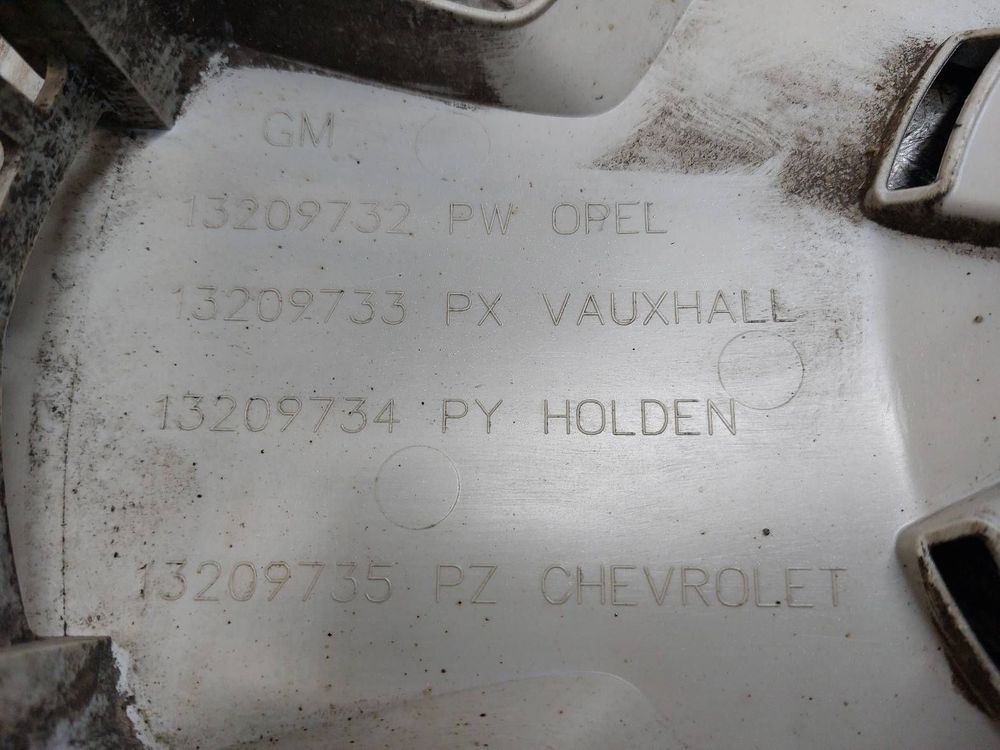 GM
13209732 PW OPEL
13209733 PX VAUXHALL
13209734 PY HOLDEN
13209735 PZ CHEVROLET